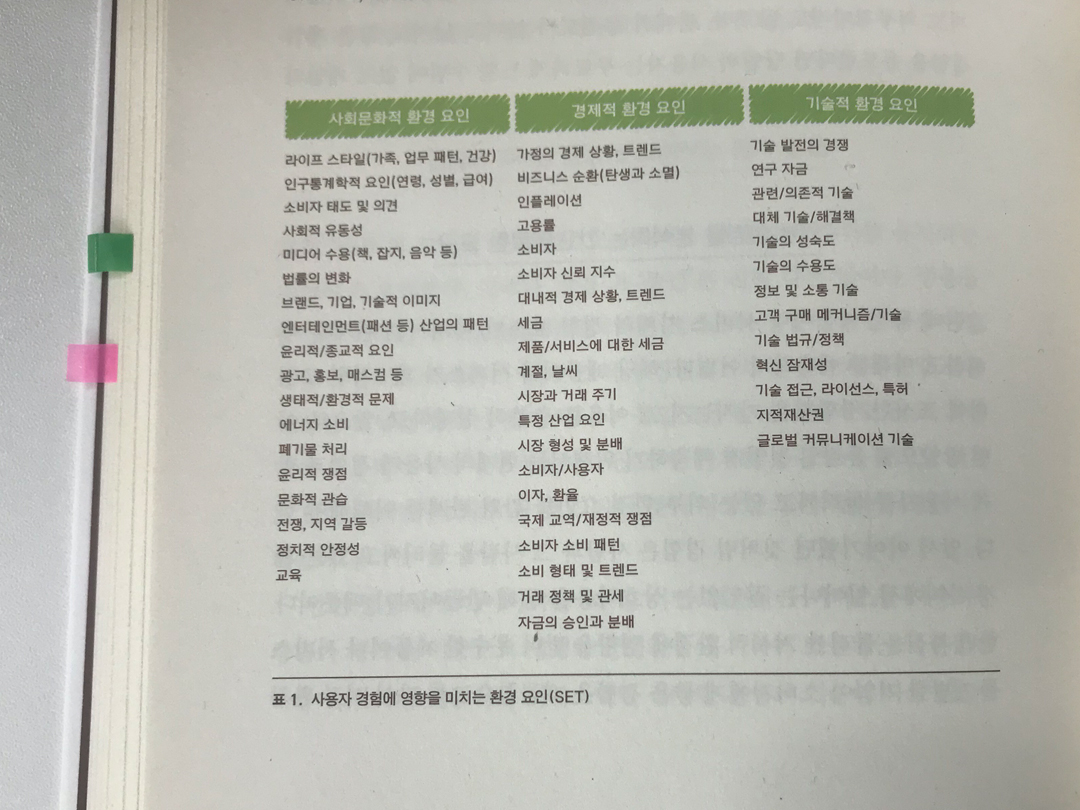 사회문화적 환경 요인
라이프 스타일(가족, 업무 패턴, 건강)
인구통계학적 요인(연령, 성별, 급여)
소비자 태도 및 의견
사회적 유동성
미디어 수용(책, 잡지, 음악 등)
법률의 변화
브랜드, 기업, 기술적 이미지
엔터테인먼트(패션 등) 산업의 패턴
윤리적/종교적 요인
광고, 홍보, 매스컴 등
생태적/환경적 문제
에너지 소비
폐기물 처리
윤리적 쟁점
문화적 관습
전쟁, 지역 갈등
정치적 안정성
교육
경제적 환경 요인
가정의 경제 상황, 트렌드
비즈니스 순환(탄생과 소멸)
인플레이션
고용률
소비자
소비자 신뢰 지수
대내적 경제 상황, 트렌드
세금
제품/서비스에 대한 세금
계절, 날씨
시장과 거래 주기
특정 산업 요인
시장 형성 및 분배
소비자/사용자
이자, 환율
국제 교역/재정적 쟁점
소비자 소비 패턴
소비 형태 및 트렌드
거래 정책 및 관세
자금의 승인과 분배
기술적 환경 요인
기술 발전의 경쟁
연구 자금
관련/의존적 기술
대체 기술/해결책
기술의 성숙도
기술의 수용도
정보 및 소통 기술
고객 구매 메커니즘/기술
기술 법규/정책
혁신 잠재성
기술 접근, 라이선스, 특허
지적재산권
글로벌 커뮤니케이션 기술
표 1. 사용자 경험에 영향을 미치는 환경 요인(SET)